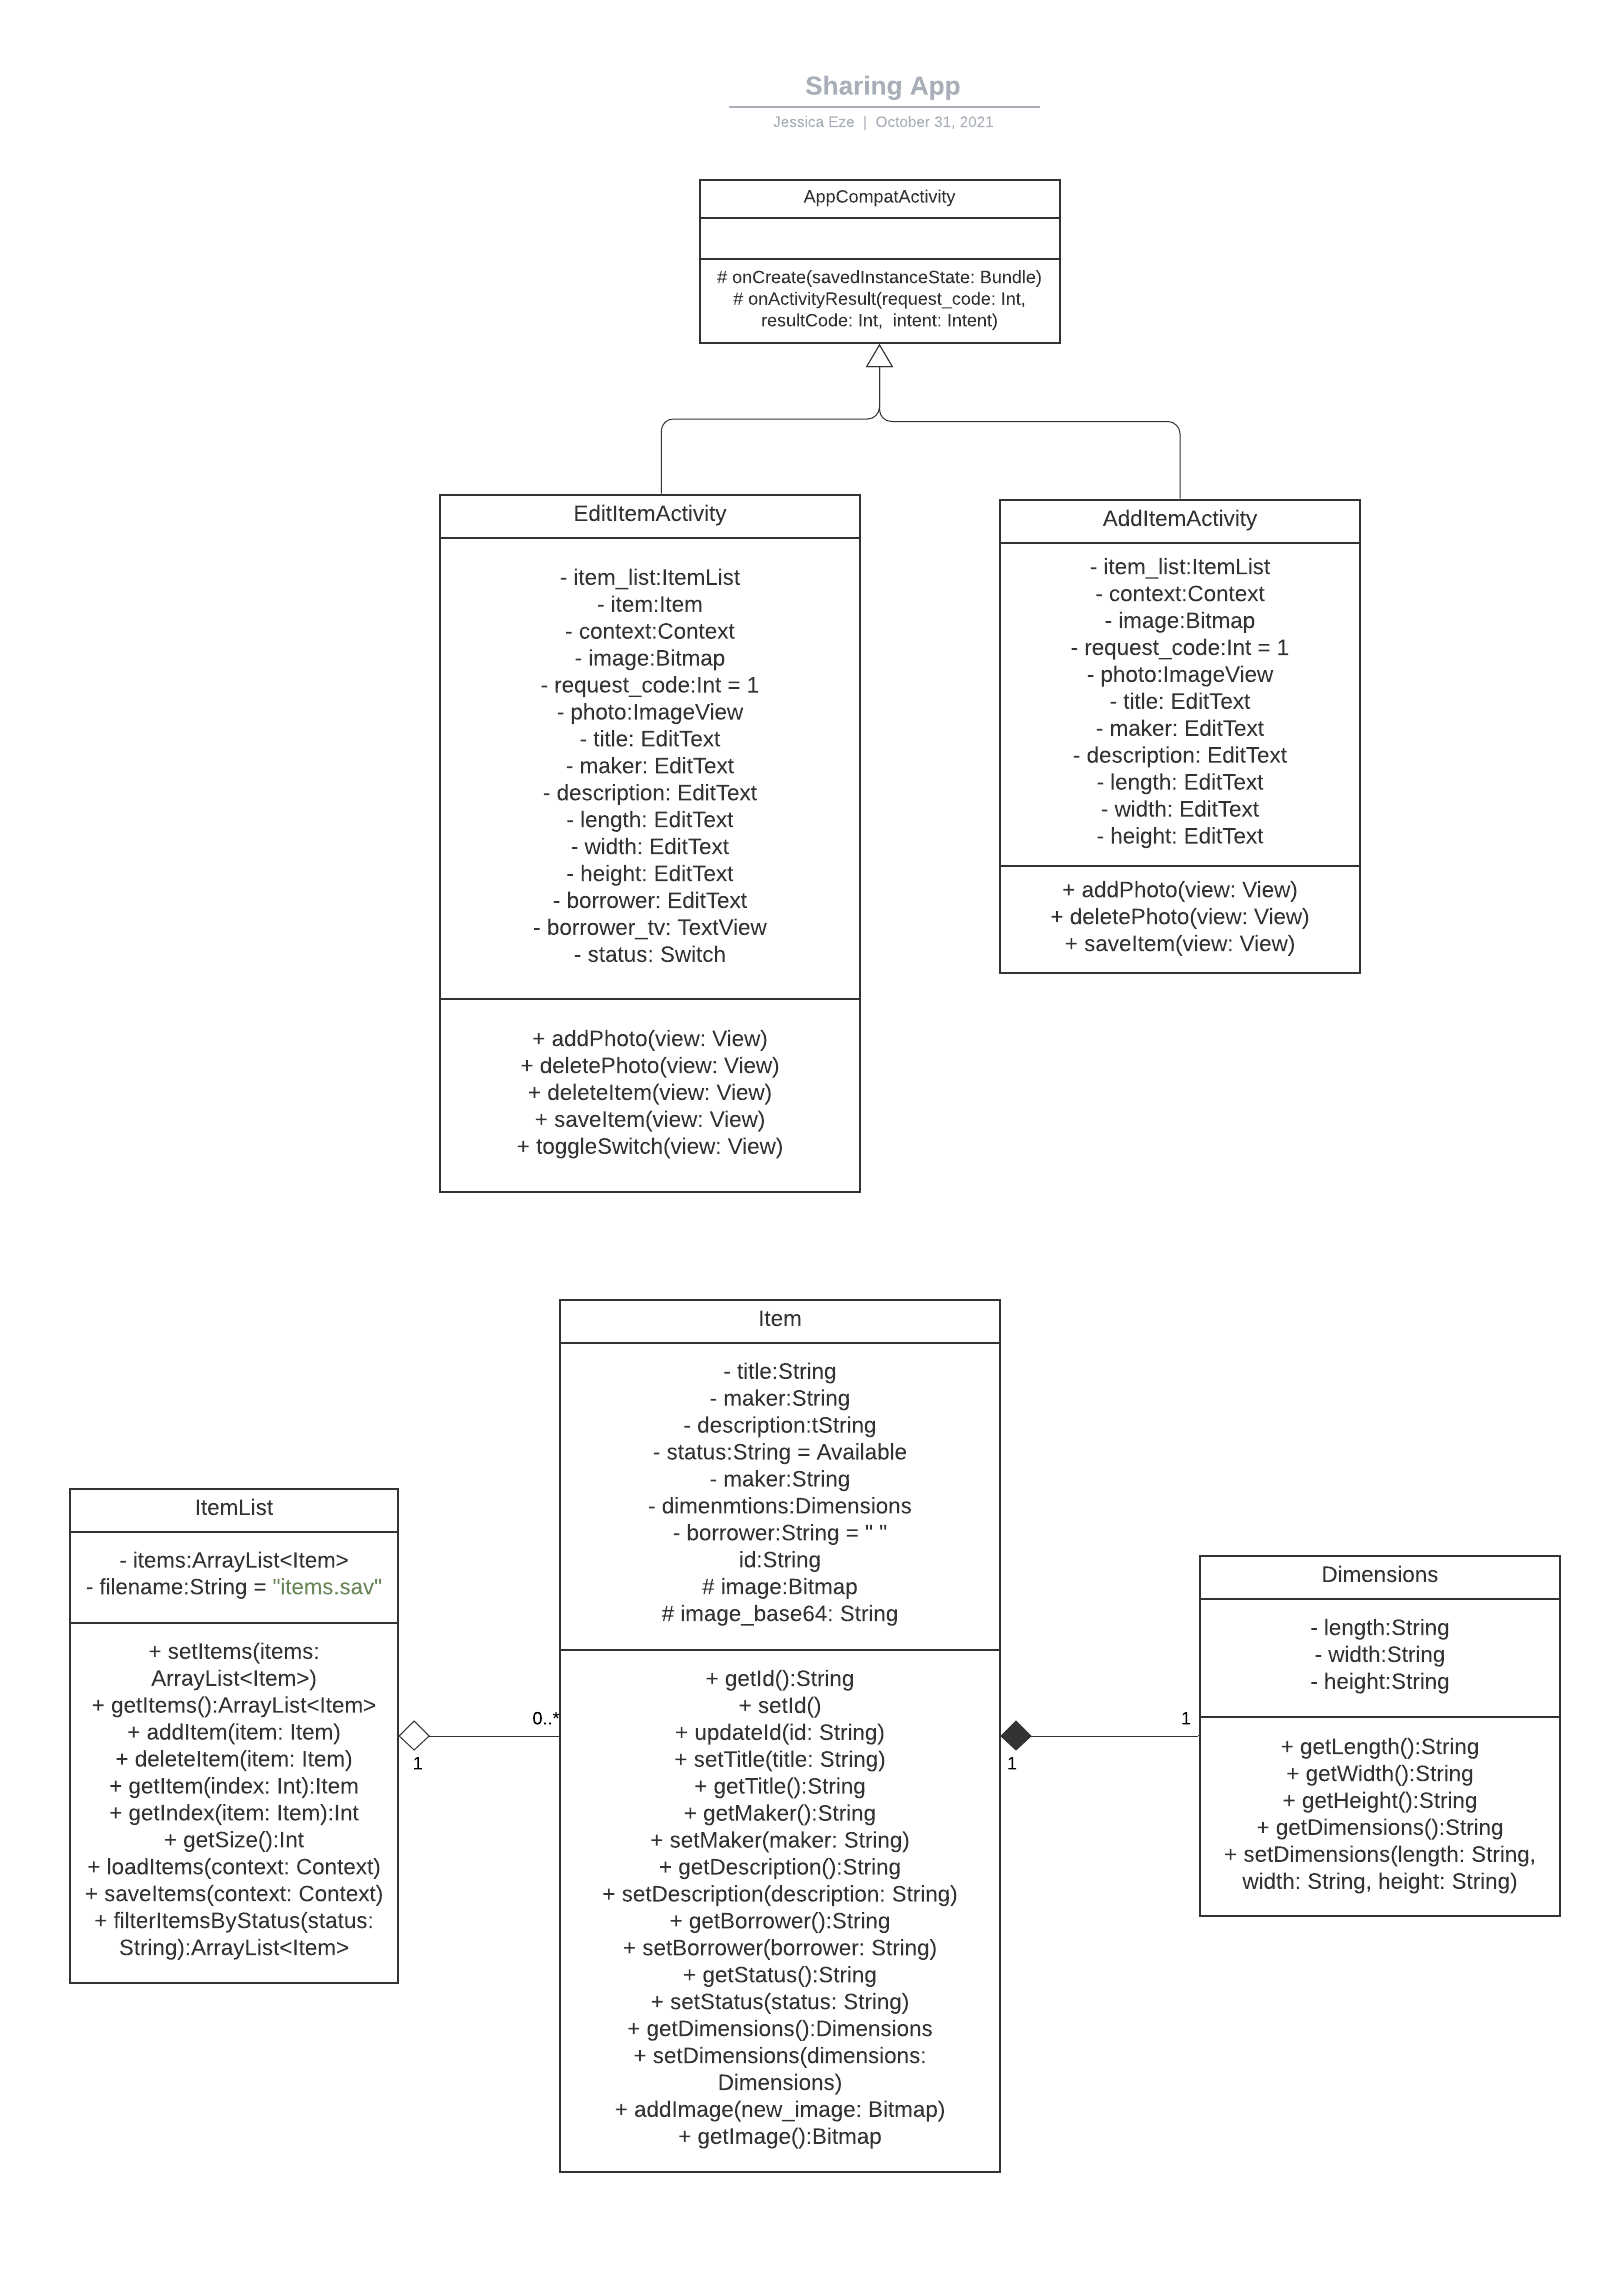 Sharing App
Jessica Eze | October 31, 2021
AppCompatActivity
# onCreate(savedInstanceState: Bundle)
# onActivityResult(request_code: Int,
resultCode: Int, intent: Intent)
EditItemActivity
- item_list:ItemList
- item:Item
- context:Context
- image:Bitmap
- request_code:Int = 1
- photo:ImageView
- title: EditText
- maker: EditText
- description: EditText
- length: EditText
- width: EditText
- height: EditText
- borrower: EditText
- borrower_tv: TextView
- status: Switch
+ addPhoto(view: View)
+ deletePhoto(view: View)
+ deleteItem(view: View)
+ saveItem(view: View)
+ toggleSwitch(view: View)
AddItemActivity
- item_list:ItemList
- context:Context
- image:Bitmap
- request_code:Int = 1
- photo:ImageView
- title: EditText
- maker: EditText
- description: EditText
- length: EditText
- width: EditText
- height: EditText
+ addPhoto(view: View)
+ deletePhoto(view: View)
+ saveItem(view: View)
ItemList
- items:ArrayList<Item>
- filename:String = "items.sav"
+ setItems(items:
ArrayList<Item>)
+ getItems():ArrayList<Item>
+ addItem(item: Item)
+ deleteItem(item: Item)
+ getItem(index: Int):Item
+ getIndex(item: Item):Int
+ getSize():Int
+ loadItems(context: Context)
+ saveItems(context: Context)
+ filterItemsByStatus(status:
String):ArrayList<Item>
1
0..*
Item
- title:String
- maker:String
- description:tString
- status:String = Available
- maker:String
- dimenmtions:Dimensions
- borrower:String = " "
id:String
# image:Bitmap
# image_base64: String
+ getId():String
+ setId()
+ updateId(id: String)
+ setTitle(title: String)
+ getTitle():String
+ getMaker():String
+ setMaker(maker: String)
+ getDescription():String
+ setDescription(description: String)
+ getBorrower():String
+ setBorrower(borrower: String)
+ getStatus():String
+ setStatus(status: String)
+ getDimensions():Dimensions
+ setDimensions(dimensions:
Dimensions)
+ addImage(new_image: Bitmap)
+ getImage():Bitmap
1
1
Dimensions
- length:String
- width:String
- height:String
+ getLength():String
+ getWidth():String
+ getHeight():String
+ getDimensions():String
+ setDimensions(length: String,
width: String, height: String)